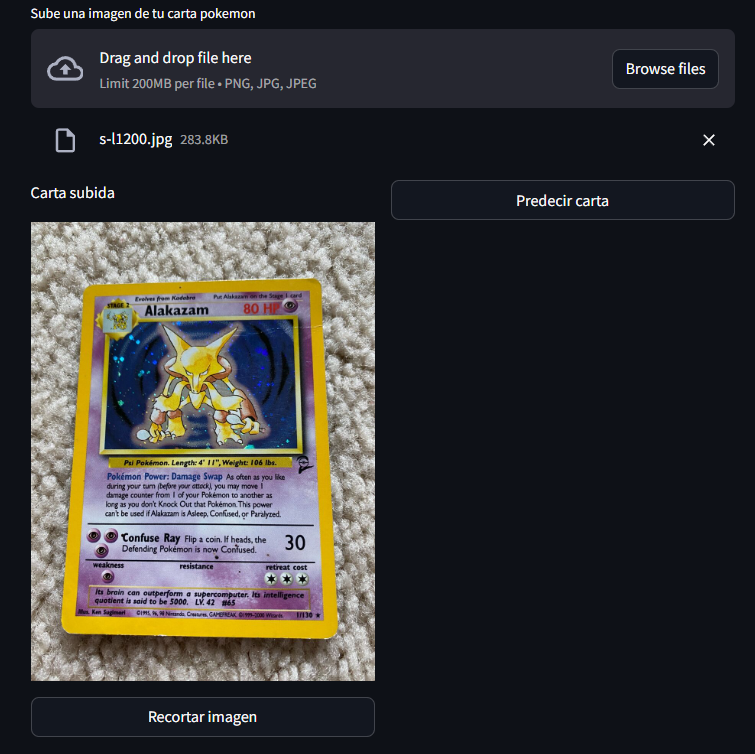 Sube una imagen de tu carta pokemon
Drag and drop file here
Limit 200MB per file • PNG, JPG, JPEG
Browse files
s-l1200.jpg 283.8KB
Carta subida
Predecir carta
STAGE 2
Evolves from Kadabra
Put Alakazam on the Stage 1 card
Alakazam
80 HP
Psi Pokémon. Length: 4' 11", Weight: 106 lbs.
Pokémon Power: Damage Swap As often as you like
during your turn (before your attack), you may move 1
damage counter from 1 of your Pokémon to another as
long as you don't Knock Out that Pokémon. This power
can't be used if Alakazam is Asleep, Confused, or Paralyzed.
Confuse Ray Flip a coin. If heads, the
Defending Pokémon is now Confused.
30
weakness
resistance
retreat cost
Its brain can outperform a supercomputer. Its intelligence
quotient is said to be 5000. LV. 42 #65
Illus. Ken Sugimori
©1995, 96, 98 Nintendo, Creatures, GAMEFREAK. ©1999-2000 Wizards.
1/130
Recortar imagen